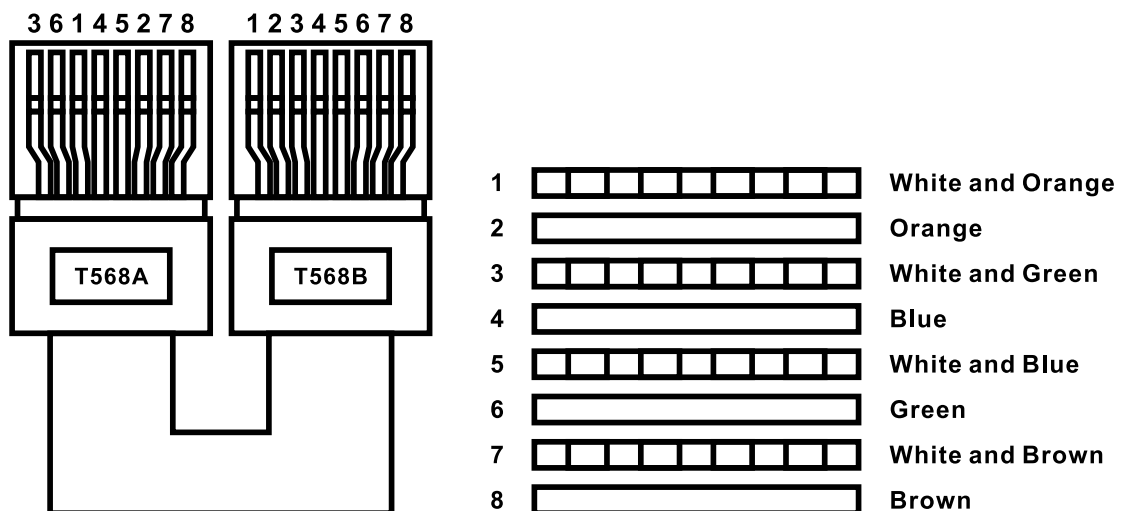 3 6 1 4 5 2 7 8
1 2 3 4 5 6 7 8
T568A
T568B
1 White and Orange
2 Orange
3 White and Green
4 Blue
5 White and Blue
6 Green
7 White and Brown
8 Brown